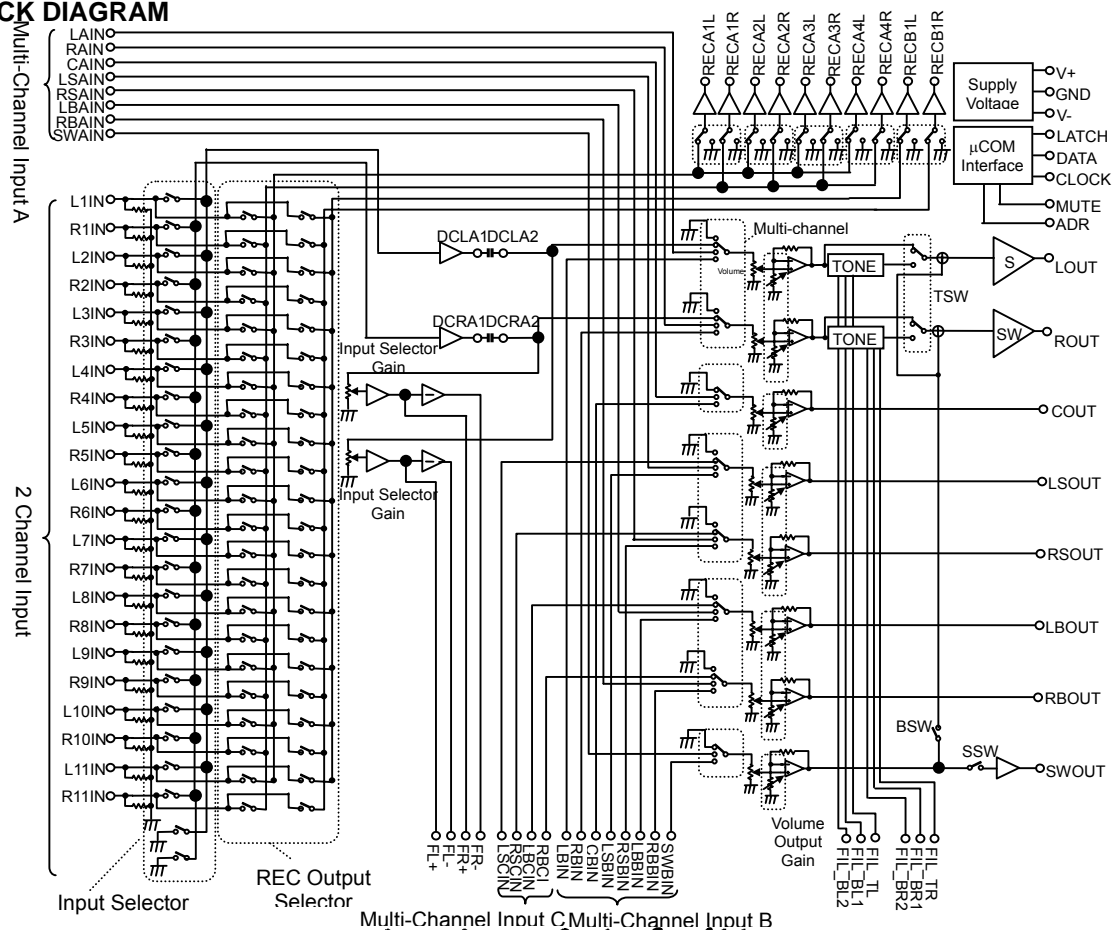 CK DIAGRAM
Multi-Channel Input A
LAIN
RAIN
CAIN
LSAIN
RSAIN
LBAIN
RBAIN
SWAIN
RECA1L
RECA1R
RECA2L
RECA2R
RECA3L
RECA3R
RECA4L
RECA4R
RECB1L
RECB1R
Supply
Voltage
V+
GND
V-
μCOM
Interface
LATCH
DATA
CLOCK
MUTE
ADR
2 Channel Input
L1IN
R1IN
L2IN
R2IN
L3IN
R3IN
L4IN
R4IN
L5IN
R5IN
L6IN
R6IN
L7IN
R7IN
L8IN
R8IN
L9IN
R9IN
L10IN
R10IN
L11IN
R11IN
DCLA1DCLA2
DCRA1DCRA2
Input Selector
Gain
Input Selector
Gain
Multi-channel
Volume
TONE
TONE
TSW
S
SW
LOUT
ROUT
COUT
LSOUT
RSOUT
LBOUT
RBOUT
BSW
SSW
SWOUT
Volume
Output
Gain
Input Selector
REC Output
Selector
FL+
FL-
FR+
FR-
LSCIN
RSCIN
LBCIN
RBCI
LBIN
RBIN
CBIN
LSBIN
RSBIN
LBBIN
RBBIN
SWBIN
FIL_BL2
FIL_BL1
FIL_TL
FIL_BR2
FIL_BR1
FIL_TR
Multi-Channel Input C
Multi-Channel Input B